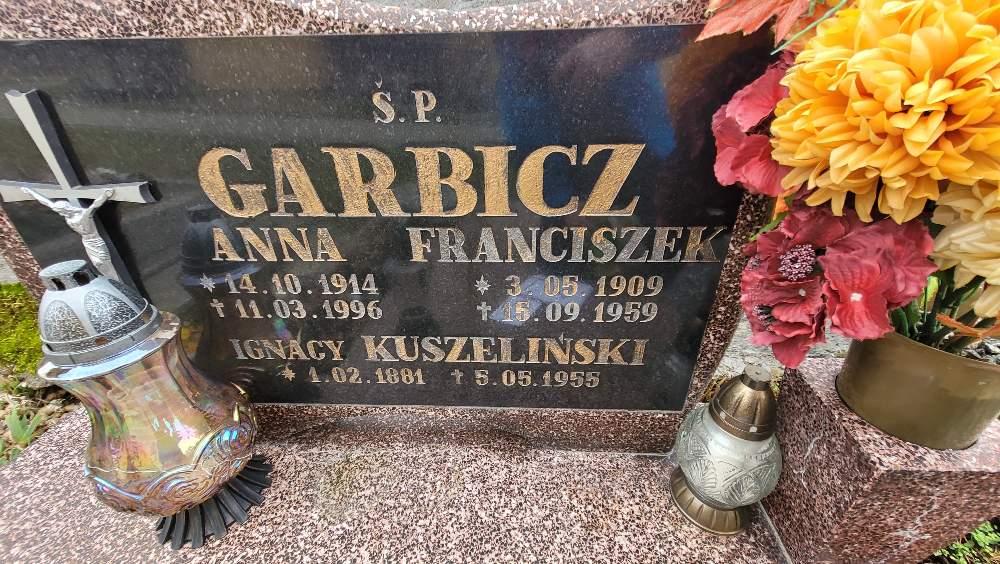 Ś.P.
GARBICZ
ANNA FRANCISZEK
* 14.10.1914 * 3.05 1909
† 11.03.1996 † 15.09.1959
IGNACY KUSZELIŃSKI
* 1.02.1881 † 5.05.1955